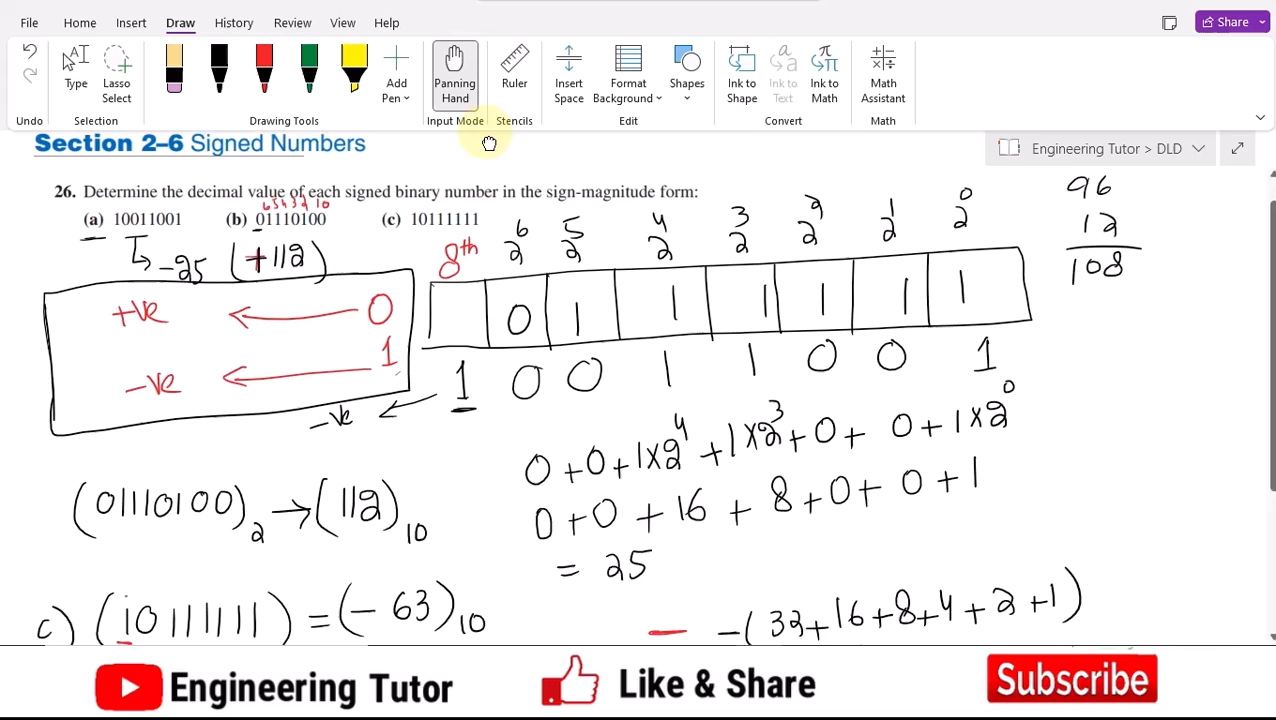 File Home Insert Draw History Review View Help Share
Type Lasso Select Add Pen Panning Hand Ruler Insert Space Format Background Shapes Ink to Shape Ink to Text Ink to Math Math Assistant
Undo Selection Drawing Tools Input Mode Stencils Edit Convert Math
Section 2–6 Signed Numbers
Engineering Tutor > DLD
26. Determine the decimal value of each signed binary number in the sign-magnitude form:
6543210
(a) 10011001 (b) 01110100 (c) 10111111
-25 (+112)
96
12
108
8th 2^6 2^5 2^4 2^3 2^2 2^1 2^0
+ve ← 0
-ve ← 1
0 1 1 1 1 1 1
1 0 0 1 1 0 0 1
-ve
0+0+1×2^4+1×2^3+0+0+1×2^0
0+0+16+8+0+0+1
= 25
(01110100)2 → (112)10
c) (10111111) = (-63)10
- -(32+16+8+4+2+1)
Engineering Tutor Like & Share Subscribe